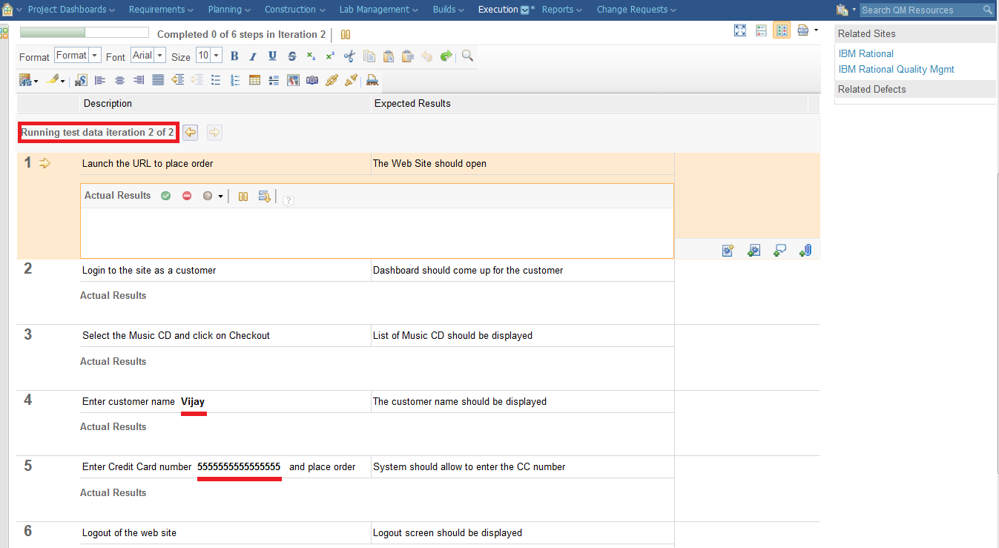 Project Dashboards Requirements Planning Construction Lab Management Builds Execution * Reports Change Requests Search QM Resources
Completed 0 of 6 steps in Iteration 2
Related Sites
Format Format Font Arial Size 10 B I U S
IBM Rational
IBM Rational Quality Mgmt
Related Defects
Description Expected Results
Running test data iteration 2 of 2
1 Launch the URL to place order The Web Site should open
Actual Results ?
2 Login to the site as a customer Dashboard should come up for the customer
Actual Results
3 Select the Music CD and click on Checkout List of Music CD should be displayed
Actual Results
4 Enter customer name Vijay The customer name should be displayed
Actual Results
5 Enter Credit Card number 5555555555555555 and place order System should allow to enter the CC number
Actual Results
6 Logout of the web site Logout screen should be displayed